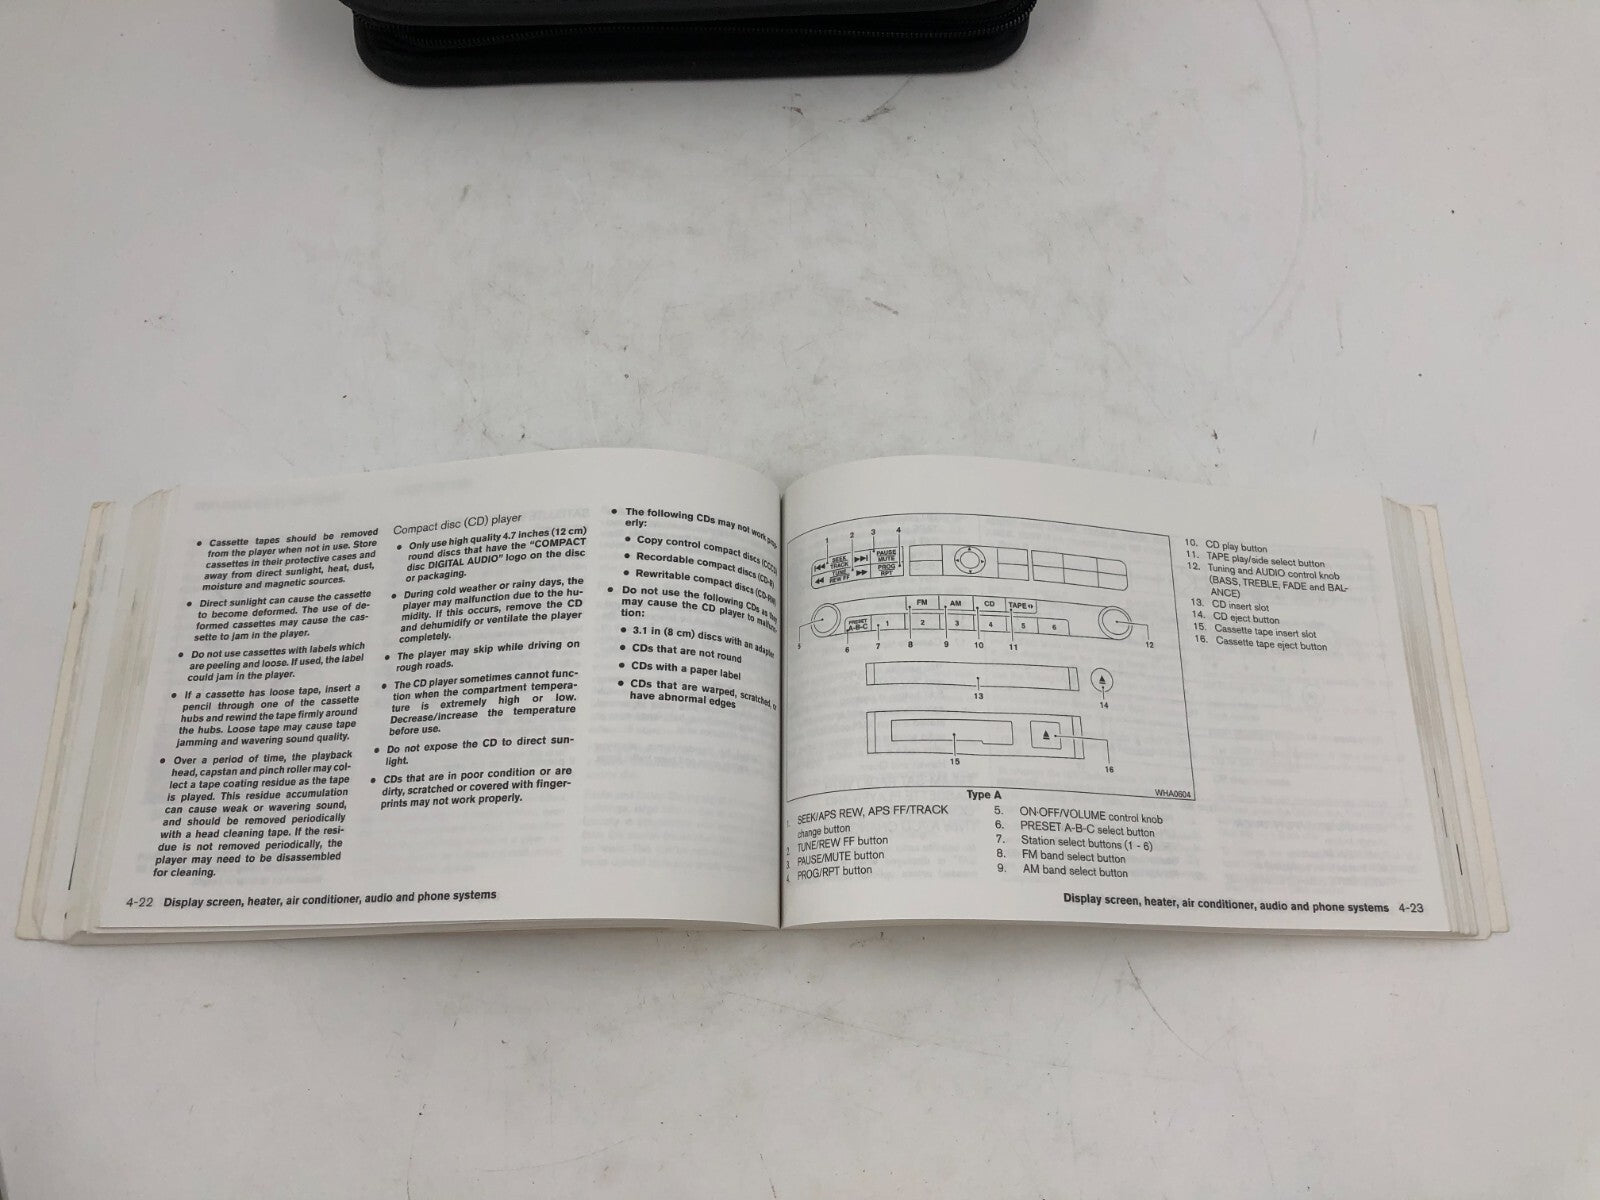 ● Cassette tapes should be removed
from the player when not in use. Store
cassettes in their protective cases and
away from direct sunlight, heat, dust,
moisture and magnetic sources.
● Direct sunlight can cause the cassette
to become deformed. The use of de-
formed cassettes may cause the cas-
sette to jam in the player.
● Do not use cassettes with labels which
are peeling and loose. If used, the label
could jam in the player.
● If a cassette has loose tape, insert a
pencil through one of the cassette
hubs and rewind the tape firmly around
the hubs. Loose tape may cause tape
jamming and wavering sound quality.
● Over a period of time, the playback
head, capstan and pinch roller may col-
lect a tape coating residue as the tape
is played. This residue accumulation
can cause weak or wavering sound,
and should be removed periodically
with a head cleaning tape. If the resi-
due is not removed periodically, the
player may need to be disassembled
for cleaning.
Compact disc (CD) player
● Only use high quality 4.7 inches (12 cm)
round discs that have the “COMPACT
disc DIGITAL AUDIO” logo on the disc
or packaging.
● During cold weather or rainy days, the
player may malfunction due to the hu-
midity. If this occurs, remove the CD
and dehumidify or ventilate the player
completely.
● The player may skip while driving on
rough roads.
● The CD player sometimes cannot func-
tion when the compartment tempera-
ture is extremely high or low.
Decrease/increase the temperature
before use.
● Do not expose the CD to direct sun-
light.
● CDs that are in poor condition or are
dirty, scratched or covered with finger-
prints may not work properly.
● The following CDs may not work prop-
erly:
● Copy control compact discs (CCCD)
● Recordable compact discs (CD-R)
● Rewritable compact discs (CD-RW)
● Do not use the following CDs as they
may cause the CD player to malfunc-
tion:
● 3.1 in (8 cm) discs with an adapter
● CDs that are not round
● CDs with a paper label
● CDs that are warped, scratched, or
have abnormal edges
4-22 Display screen, heater, air conditioner, audio and phone systems
1 2 3 4
SEEK TRACK
TUNE REW FF
PAUSE MUTE
PROG RPT
FM AM CD TAPE
PRESET A-B-C
1 2 3 4 5 6
5 6 7 8 9 10 11 12
13
14
15
16
WHA0604
Type A
1. SEEK/APS REW, APS FF/TRACK
change button
2. TUNE/REW FF button
3. PAUSE/MUTE button
4. PROG/RPT button
5. ON·OFF/VOLUME control knob
6. PRESET A-B-C select button
7. Station select buttons (1 - 6)
8. FM band select button
9. AM band select button
10. CD play button
11. TAPE play/side select button
12. Tuning and AUDIO control knob
(BASS, TREBLE, FADE and BAL-
ANCE)
13. CD insert slot
14. CD eject button
15. Cassette tape insert slot
16. Cassette tape eject button
Display screen, heater, air conditioner, audio and phone systems 4-23